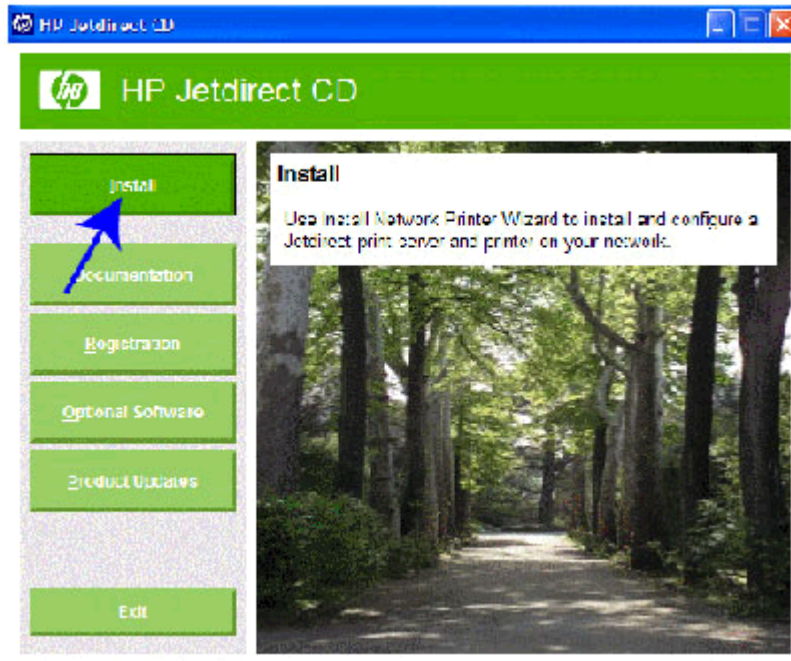 HP Jetdirect CD
hp HP Jetdirect CD
Install
Documentation
Registration
Optional Software
Product Updates
Exit
Install
Use Install Network Printer Wizard to install and configure a
Jetdirect print server and printer on your network.